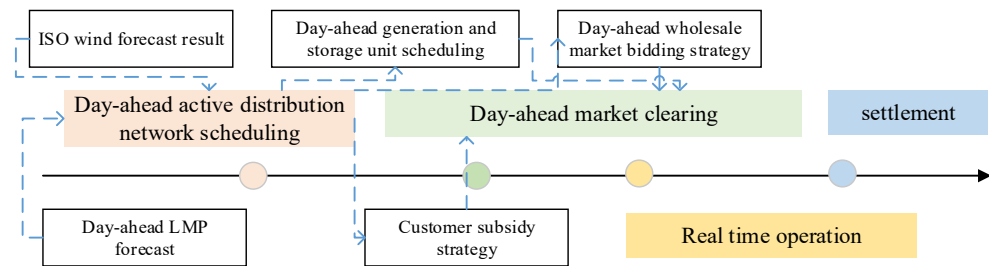 ISO wind forecast result
Day-ahead generation and
storage unit scheduling
Day-ahead wholesale
market bidding strategy
Day-ahead active distribution
network scheduling
Day-ahead market clearing
settlement
Day-ahead LMP
forecast
Customer subsidy
strategy
Real time operation